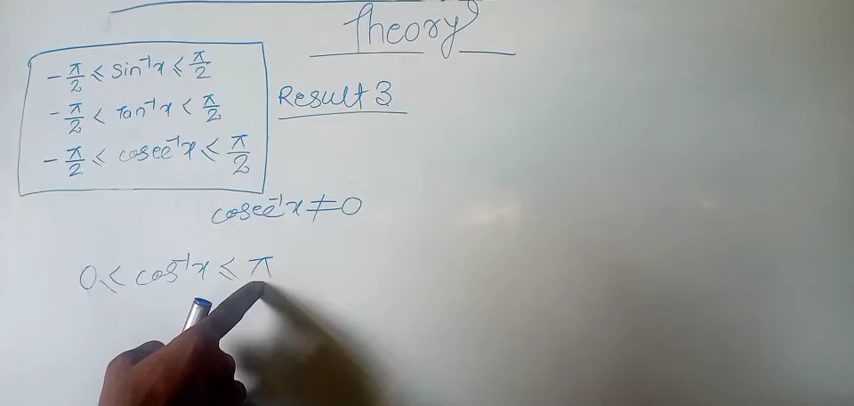 Theory
-π/2 ≤ sin⁻¹x ≤ π/2
-π/2 < tan⁻¹x < π/2
-π/2 ≤ cosec⁻¹x ≤ π/2
Result 3
cosec⁻¹x ≠ 0
0 ≤ cos⁻¹x ≤ π